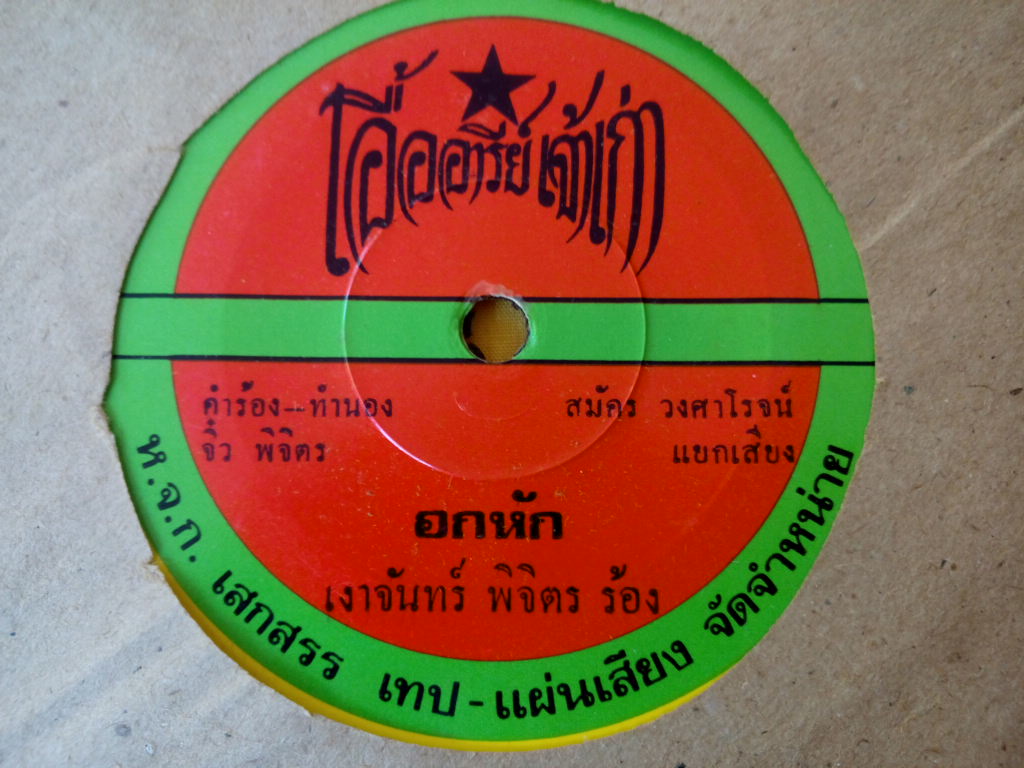 เอื้ออารีย์เจ้าเก่า
คำร้อง-ทำนอง
จิ๋ว พิจิตร
สมัคร วงศาโรจน์
แยกเสียง
อกหัก
เงาจันทร์ พิจิตร ร้อง
ห.จ.ก. เสกสรร เทป-แผ่นเสียง จัดจำหน่าย